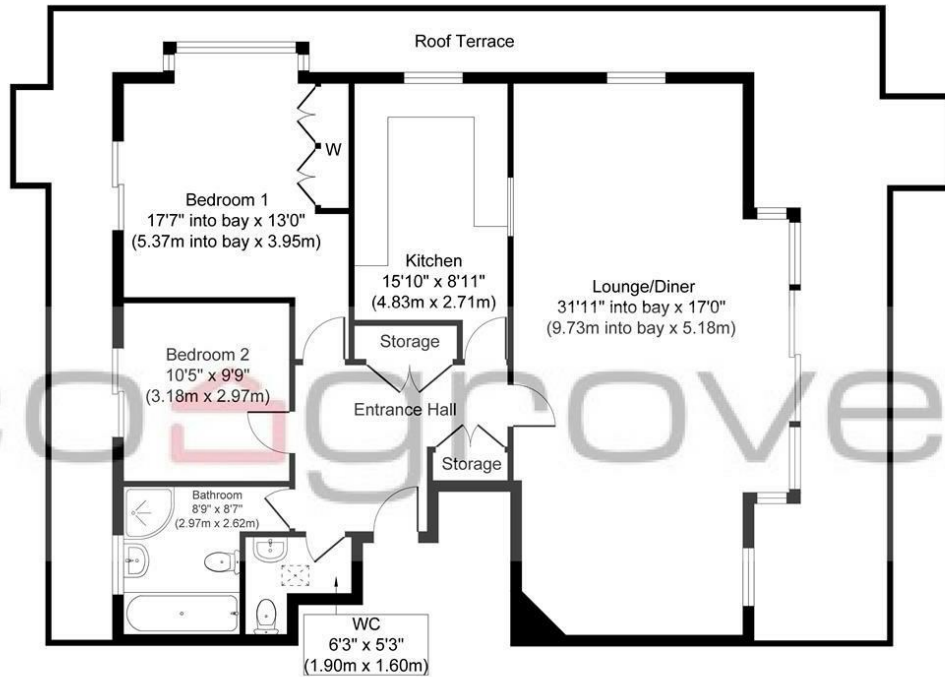 Roof Terrace
W
Bedroom 1
17'7" into bay x 13'0"
(5.37m into bay x 3.95m)
Kitchen
15'10" x 8'11"
(4.83m x 2.71m)
Lounge/Diner
31'11" into bay x 17'0"
(9.73m into bay x 5.18m)
Storage
Bedroom 2
10'5" x 9'9"
(3.18m x 2.97m)
Entrance Hall
Storage
Bathroom
8'9" x 8'7"
(2.97m x 2.62m)
WC
6'3" x 5'3"
(1.90m x 1.60m)
grove